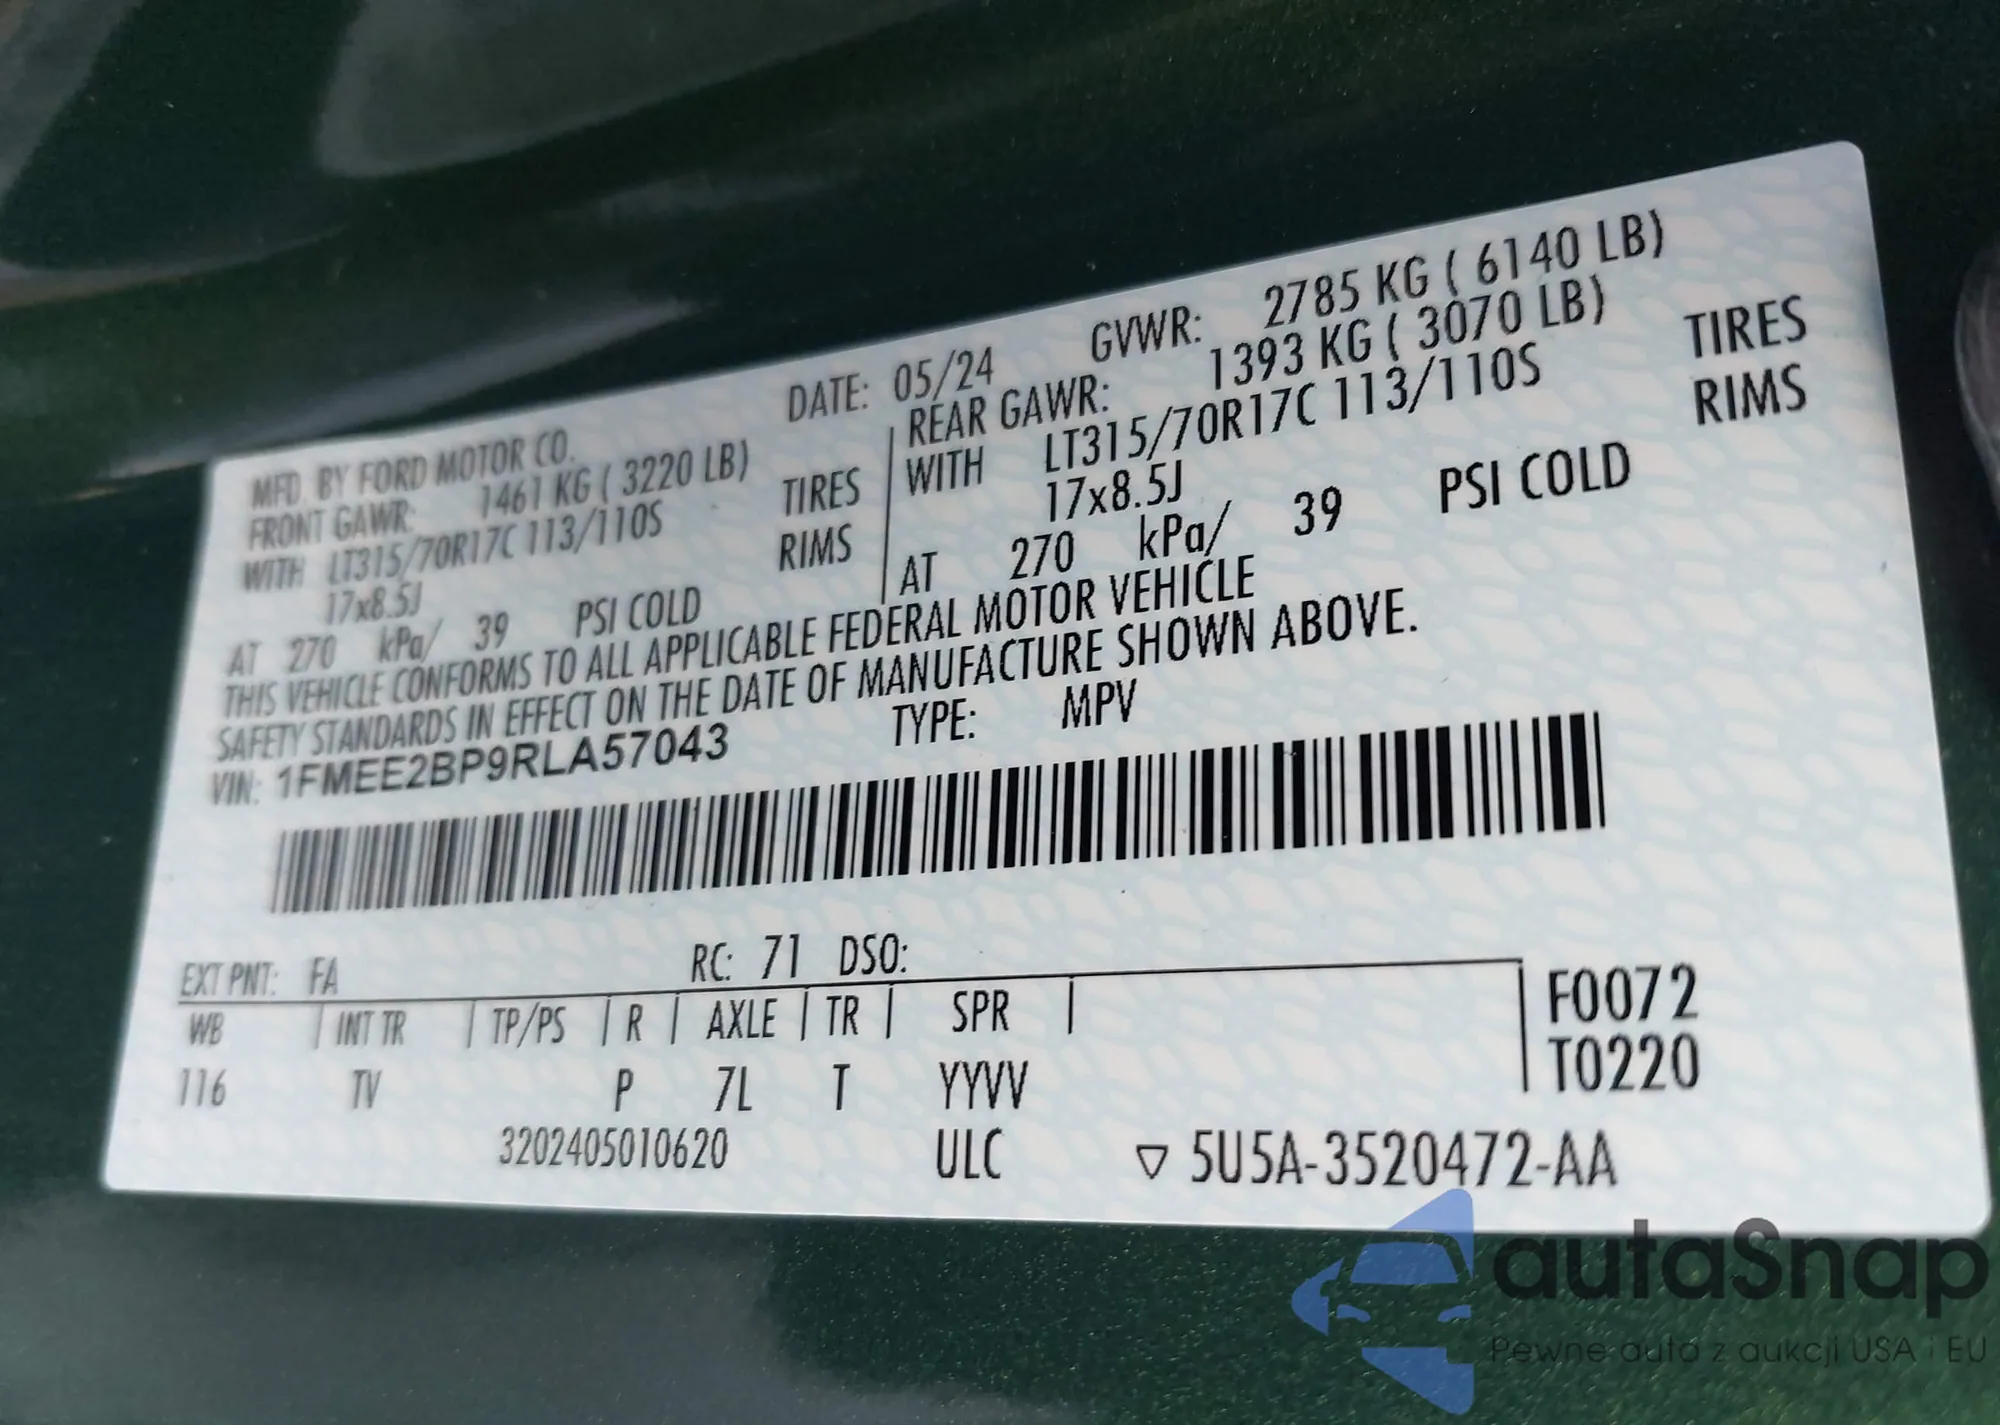 MFD. BY FORD MOTOR CO. DATE: 05/24 GVWR: 2785 KG ( 6140 LB)
FRONT GAWR: 1461 KG ( 3220 LB) REAR GAWR: 1393 KG ( 3070 LB)
WITH LT315/70R17C 113/110S TIRES WITH LT315/70R17C 113/110S TIRES
17x8.5J RIMS 17x8.5J RIMS
AT 270 kPa/ 39 PSI COLD AT 270 kPa/ 39 PSI COLD
THIS VEHICLE CONFORMS TO ALL APPLICABLE FEDERAL MOTOR VEHICLE
SAFETY STANDARDS IN EFFECT ON THE DATE OF MANUFACTURE SHOWN ABOVE.
VIN: 1FMEE2BP9RLA57043 TYPE: MPV
EXT PNT: FA RC: 71 DSO:
WB INT TR TP/PS R AXLE TR SPR F0072
116 TV P 7L T YYVV T0220
3202405010620 ULC ▽ 5U5A-3520472-AA
autaSnap
Pewne auta z aukcji USA i EU